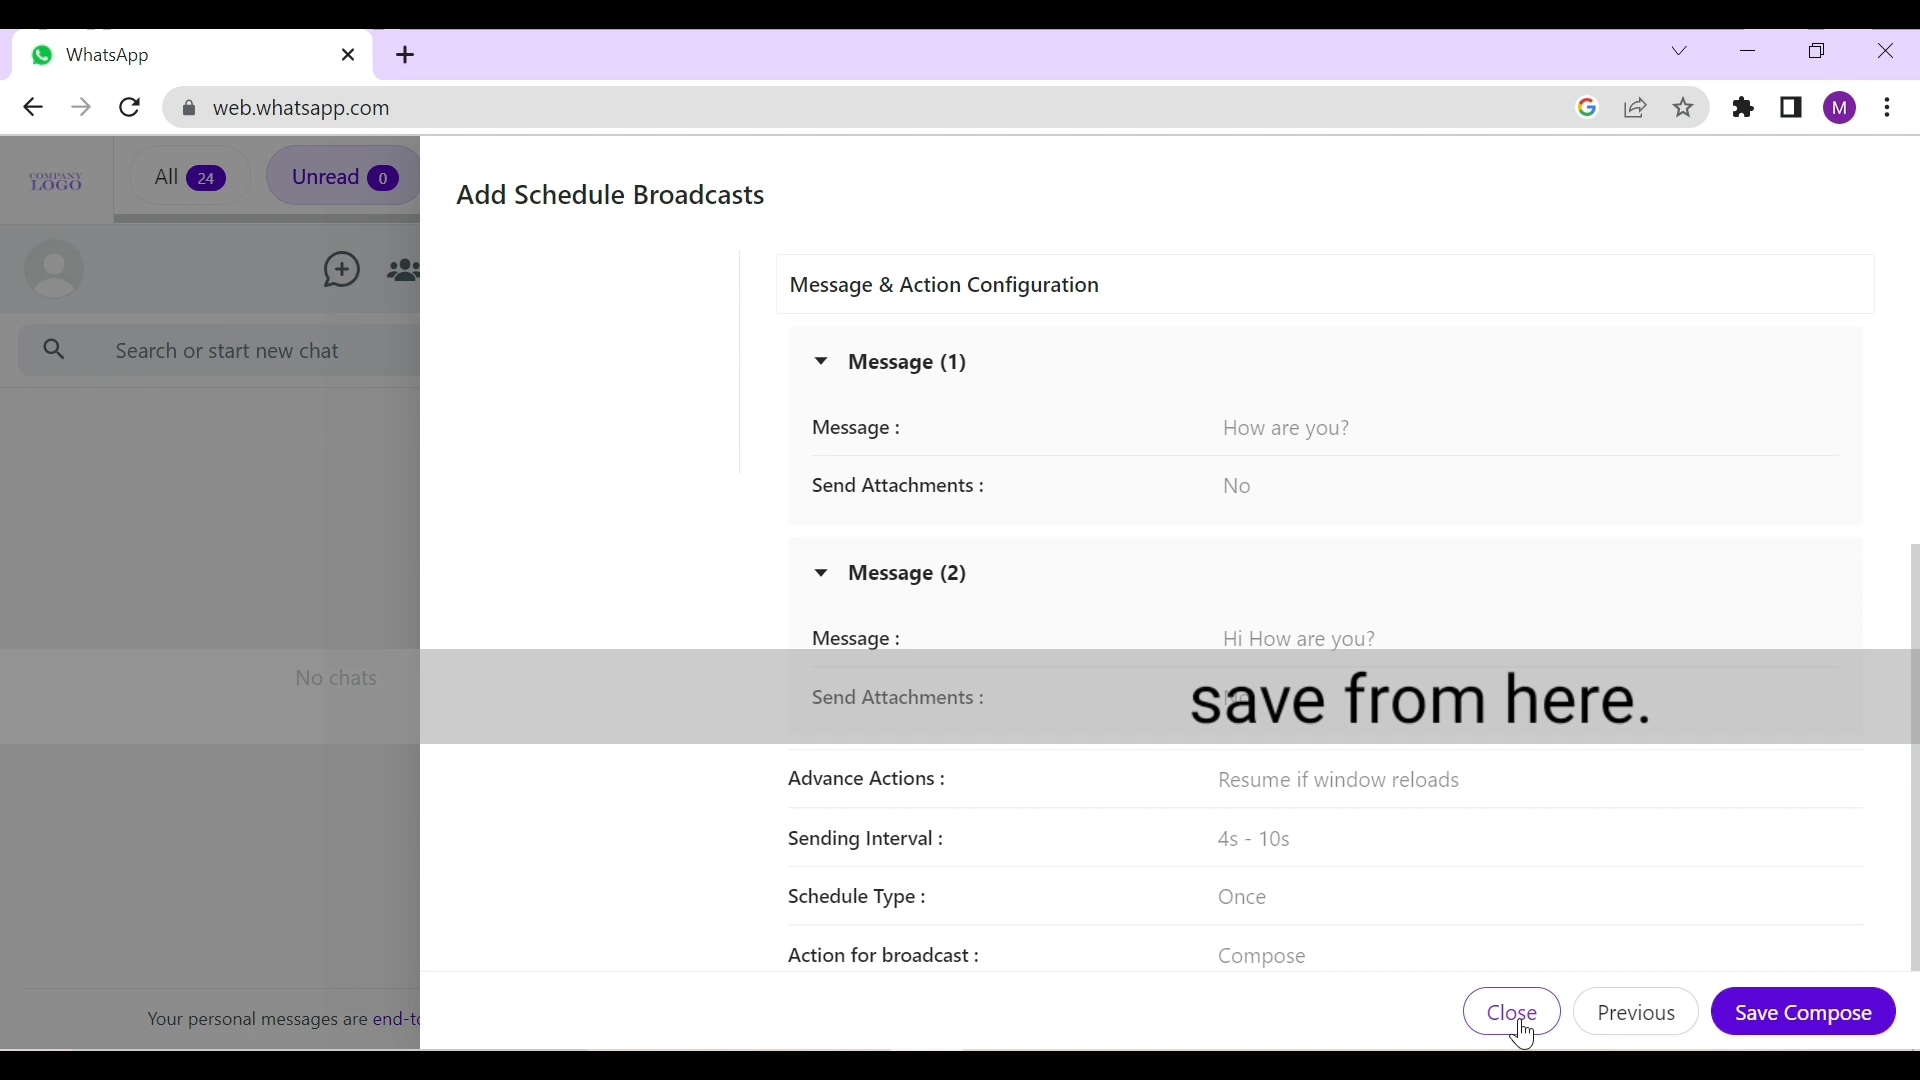 WhatsApp
web.whatsapp.com
M
COMPANY
LOGO
All 24
Unread 0
Add Schedule Broadcasts
Message & Action Configuration
Search or start new chat
Message (1)
Message : How are you?
Send Attachments : No
Message (2)
Message : Hi How are you?
No chats
Send Attachments : No
save from here.
Advance Actions : Resume if window reloads
Sending Interval : 4s - 10s
Schedule Type : Once
Action for broadcast : Compose
Your personal messages are end-to
Close
Previous
Save Compose